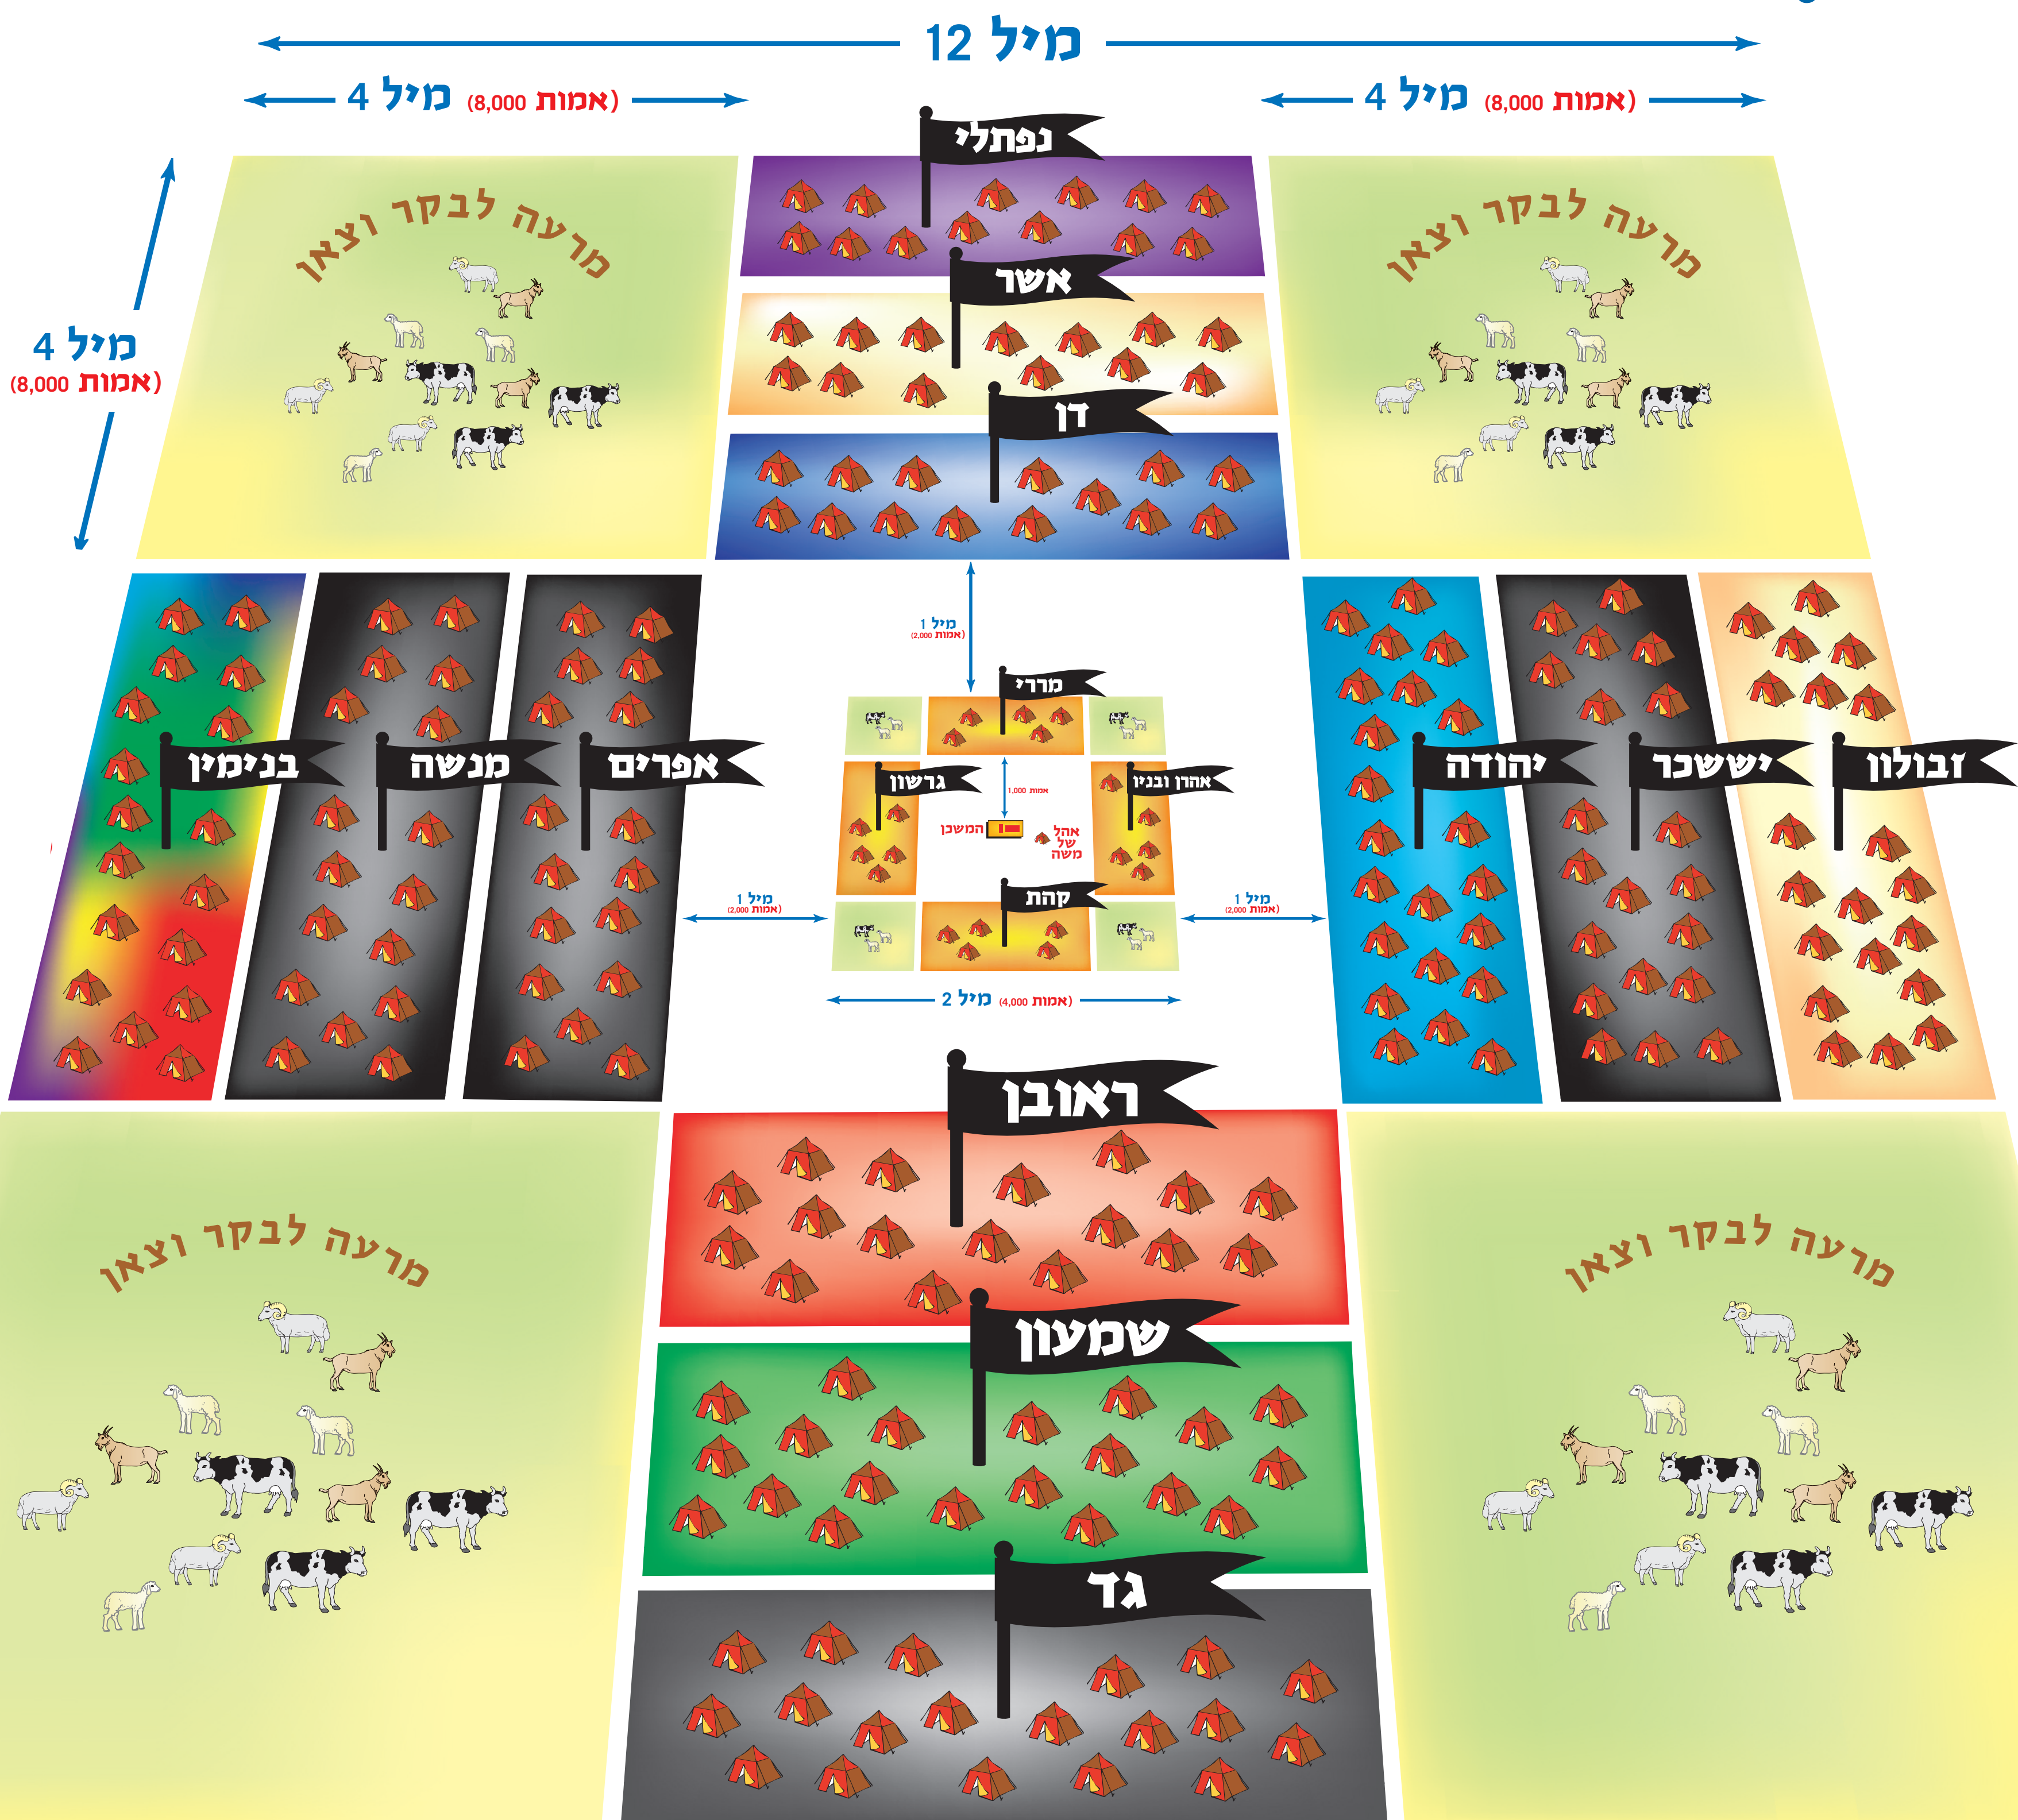 12 מיל
4 מיל (8,000 אמות)
4 מיל (8,000 אמות)
נפתלי
מרעה לבקר וצאן
מרעה לבקר וצאן
אשר
4 מיל
(8,000 אמות)
דן
1 מיל
(2,000 אמות)
מררי
בנימין
מנשה
אפרים
גרשון
אהרן ובניו
יהודה
יששכר
זבולון
1,000 אמות
המשכן
אהל
של
משה
קהת
1 מיל
(2,000 אמות)
1 מיל
(2,000 אמות)
2 מיל (4,000 אמות)
ראובן
מרעה לבקר וצאן
מרעה לבקר וצאן
שמעון
גד